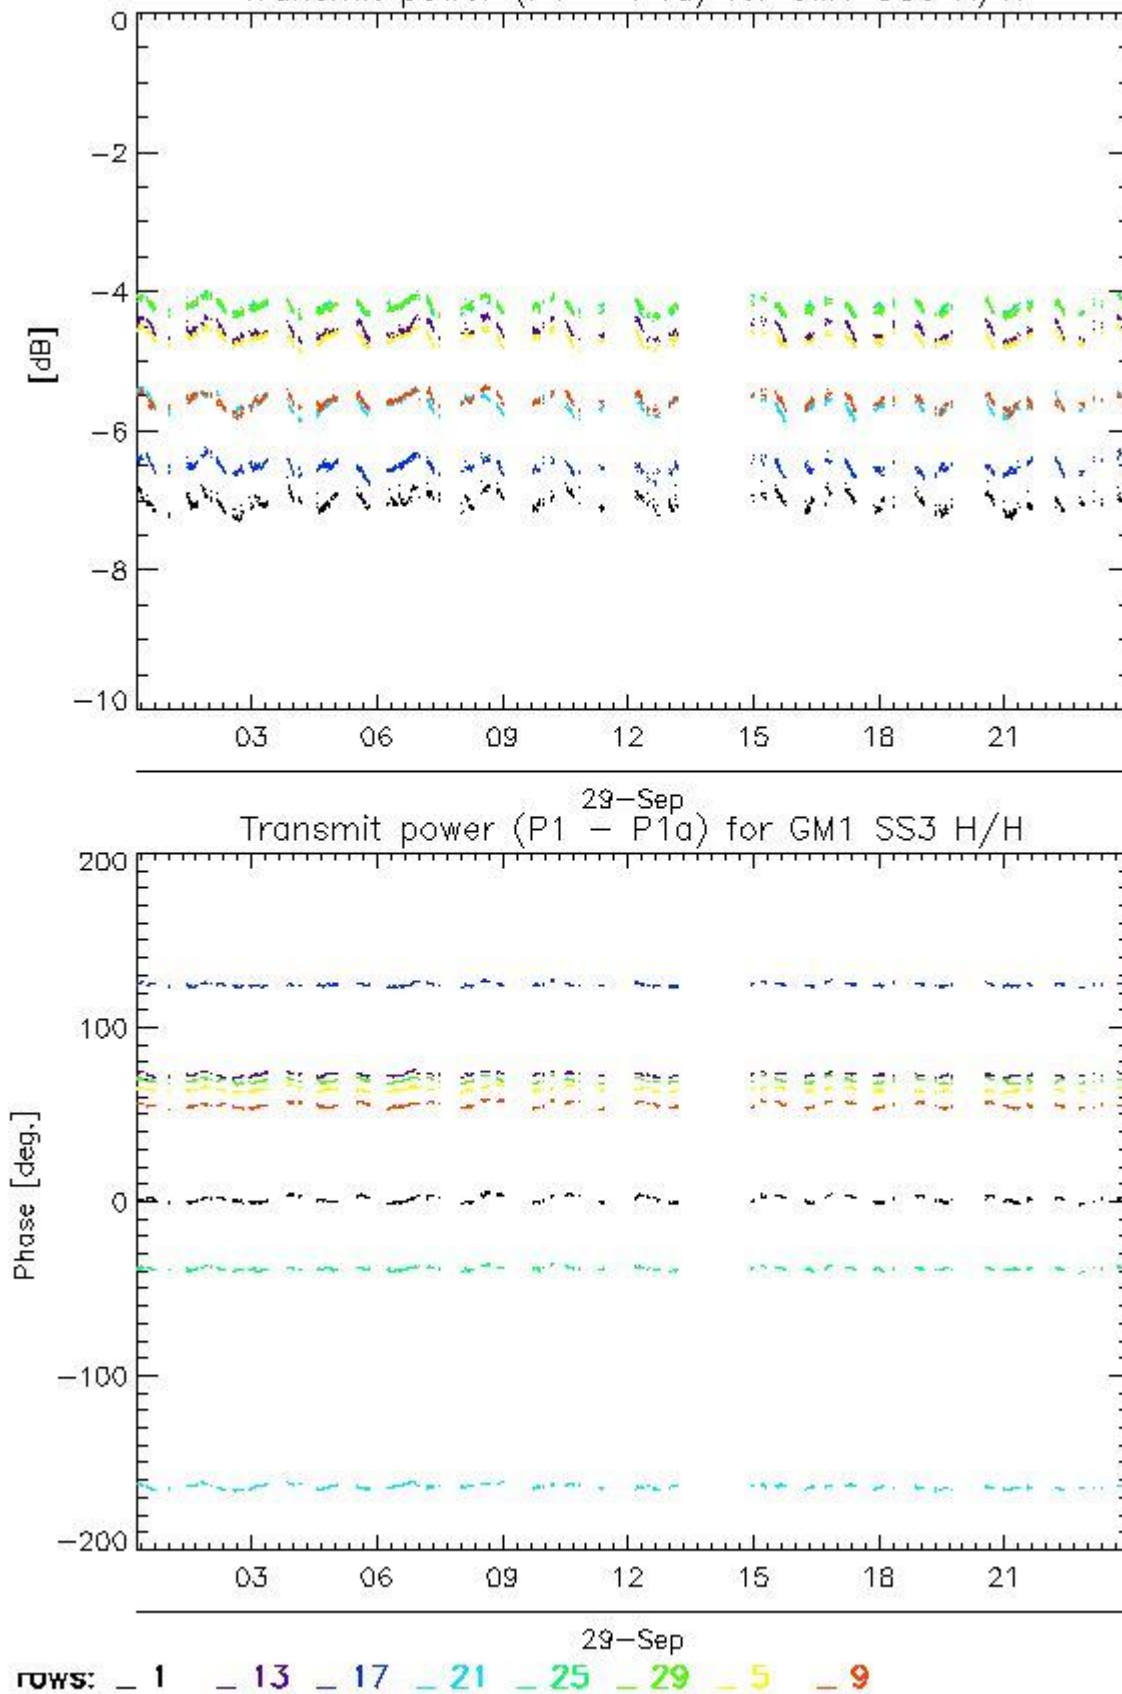 0
−2
−4
[dB]
−6
−8
−10
03 06 09 12 15 18 21
29−Sep
Transmit power (P1 − P1a) for GM1 SS3 H/H
200
100
0
Phase [deg.]
−100
−200
03 06 09 12 15 18 21
29−Sep
rows: _ 1 _ 13 _ 17 _ 21 _ 25 _ 29 _ 5 _ 9